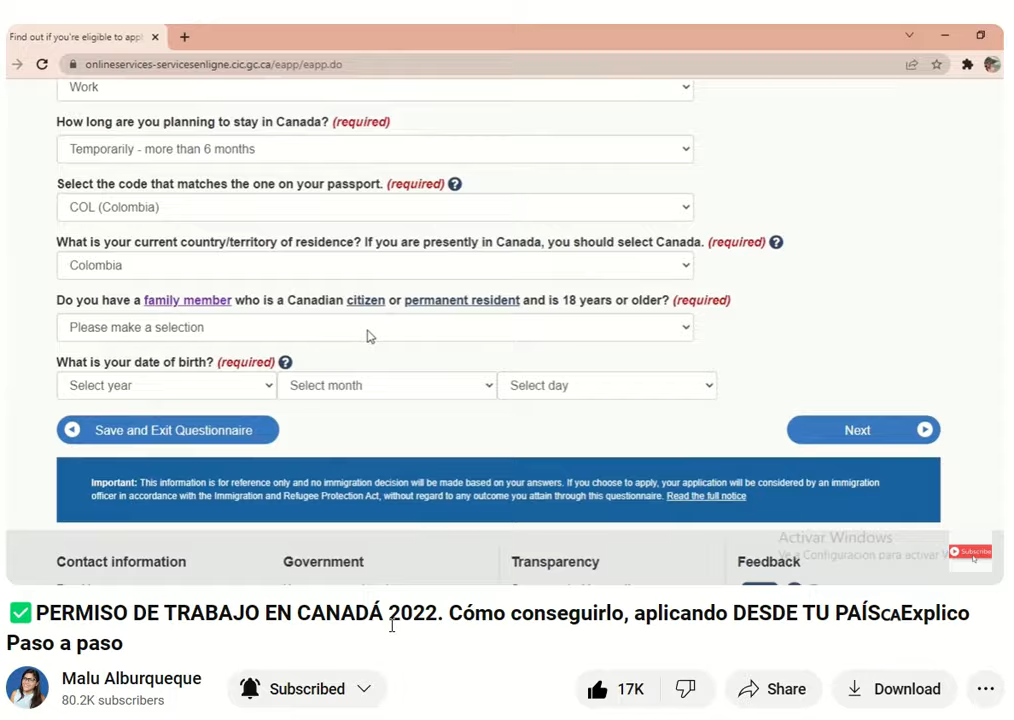 Find out if you're eligible to appl
onlineservices-servicesenligne.cic.gc.ca/eapp/eapp.do
Work
How long are you planning to stay in Canada? (required)
Temporarily - more than 6 months
Select the code that matches the one on your passport. (required)
COL (Colombia)
What is your current country/territory of residence? If you are presently in Canada, you should select Canada. (required)
Colombia
Do you have a family member who is a Canadian citizen or permanent resident and is 18 years or older? (required)
Please make a selection
What is your date of birth? (required)
Select year Select month Select day
Save and Exit Questionnaire Next
Important: This information is for reference only and no immigration decision will be made based on your answers. If you choose to apply, your application will be considered by an immigration
officer in accordance with the Immigration and Refugee Protection Act, without regard to any outcome you attain through this questionnaire. Read the full notice
Activar Windows
Ve a Configuración para activar
Subscribe
Contact information Government Transparency Feedback
✅ PERMISO DE TRABAJO EN CANADÁ 2022. Cómo conseguirlo, aplicando DESDE TU PAÍSCAExplico
Paso a paso
Malu Alburqueque
80.2K subscribers
Subscribed
17K
Share
Download